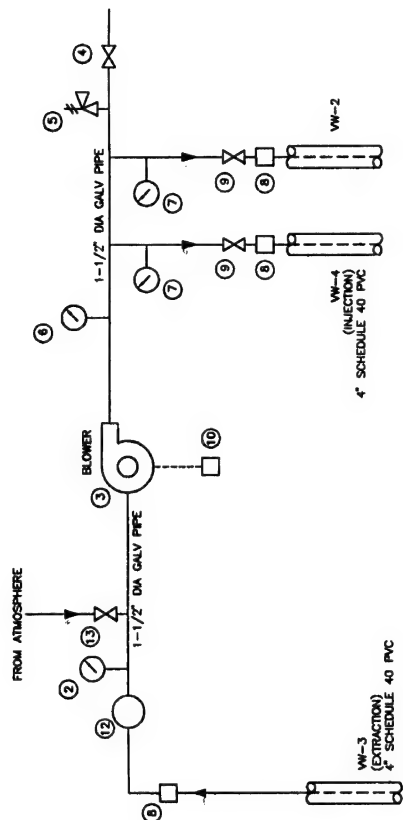 FROM ATMOSPHERE
13
2
12
1-1/2" DIA GALV PIPE
8
VW-3
(EXTRACTION)
4" SCHEDULE 40 PVC
BLOWER
3
10
6
1-1/2" DIA GALV PIPE
5
4
7
7
9
9
8
8
VW-4
(INJECTION)
4" SCHEDULE 40 PVC
VW-2